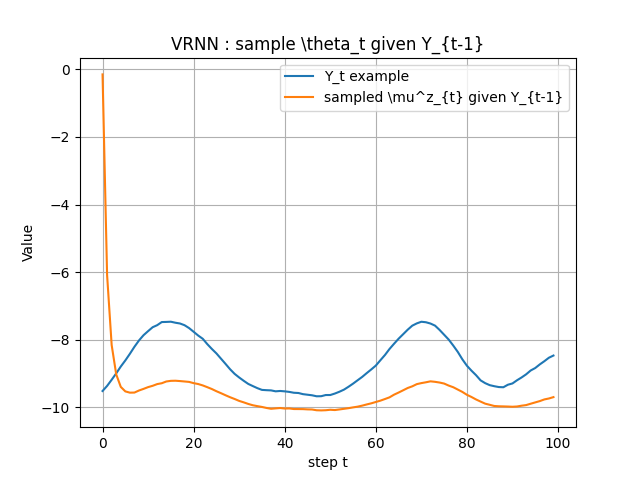 VRNN : sample \theta_t given Y_{t-1}
Y_t example
sampled \mu^z_{t} given Y_{t-1}
Value
0
−2
−4
−6
−8
−10
0 20 40 60 80 100
step t